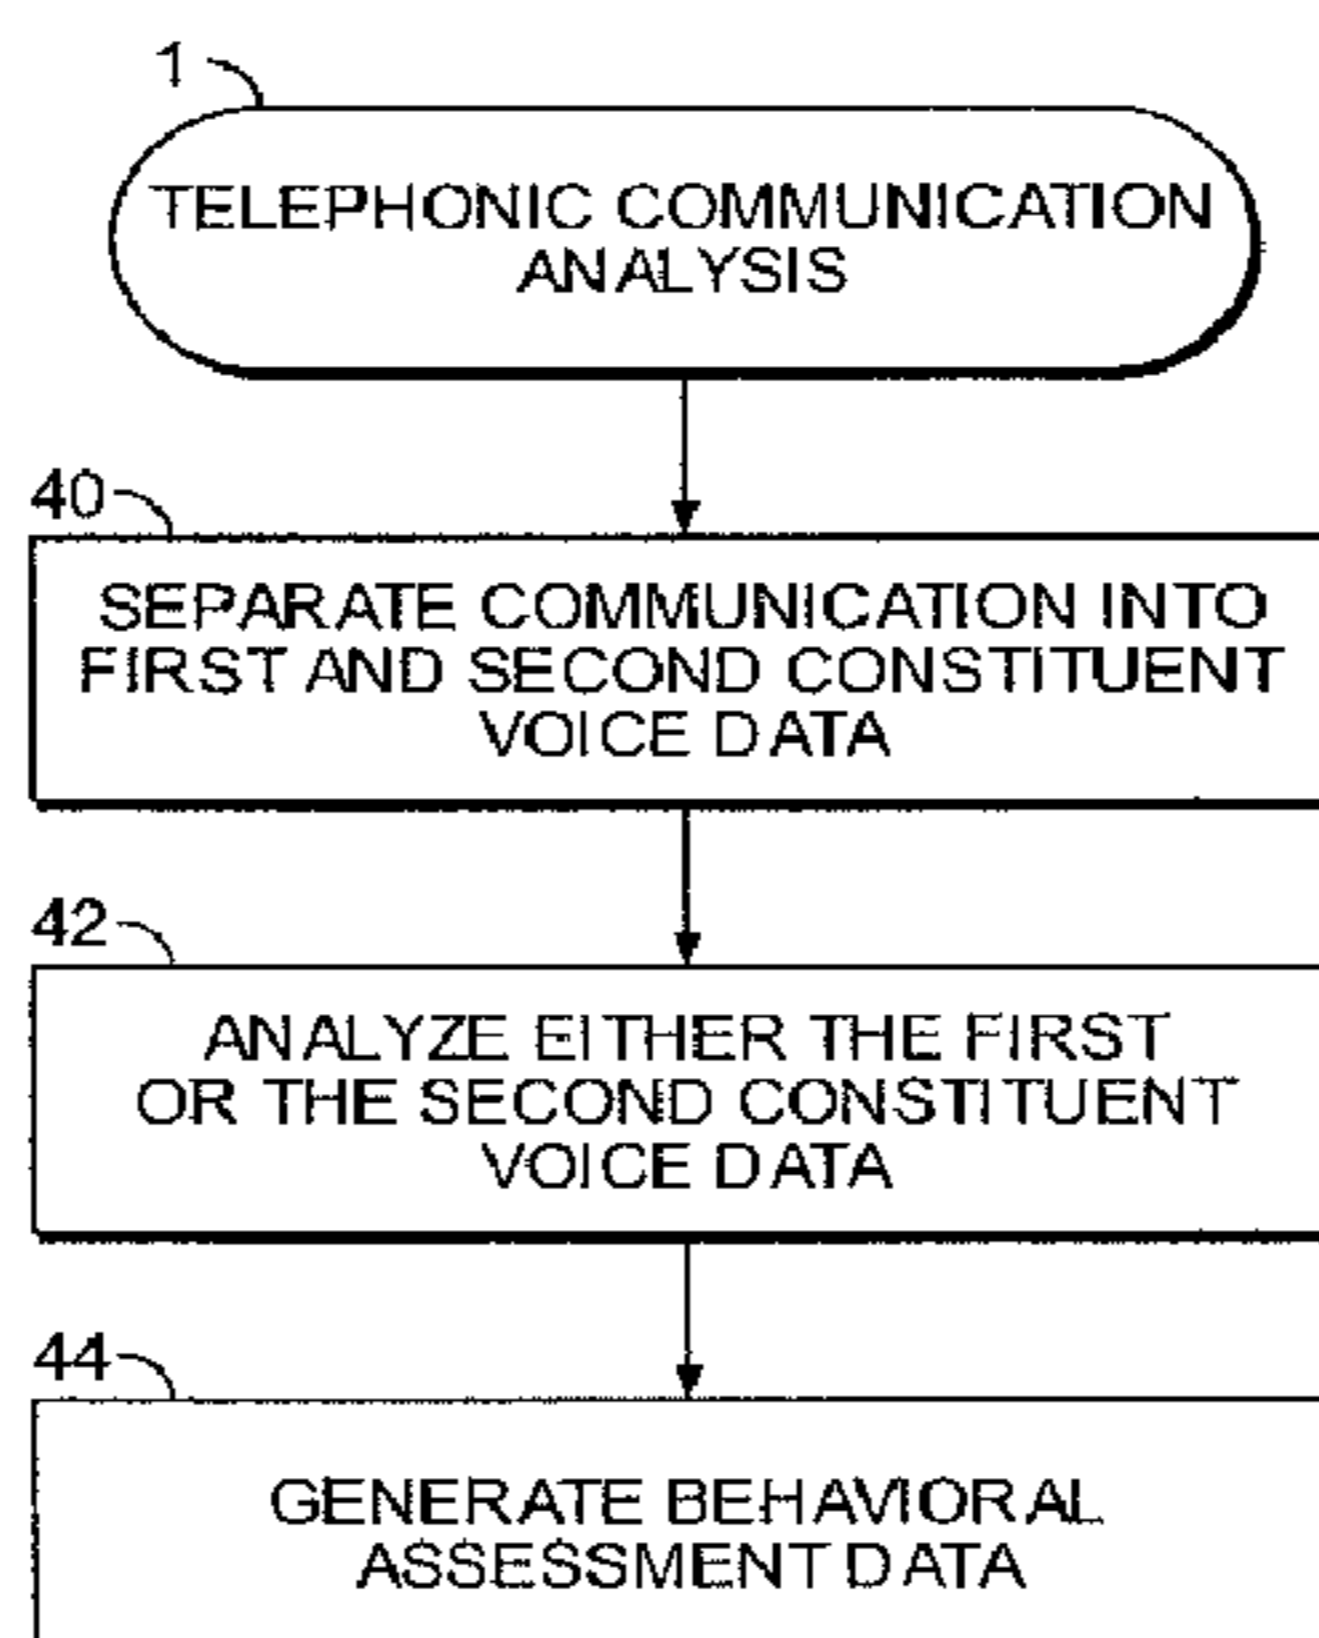 1
TELEPHONIC COMMUNICATION
ANALYSIS
40
SEPARATE COMMUNICATION INTO
FIRST AND SECOND CONSTITUENT
VOICE DATA
42
ANALYZE EITHER THE FIRST
OR THE SECOND CONSTITUENT
VOICE DATA
44
GENERATE BEHAVIORAL
ASSESSMENT DATA